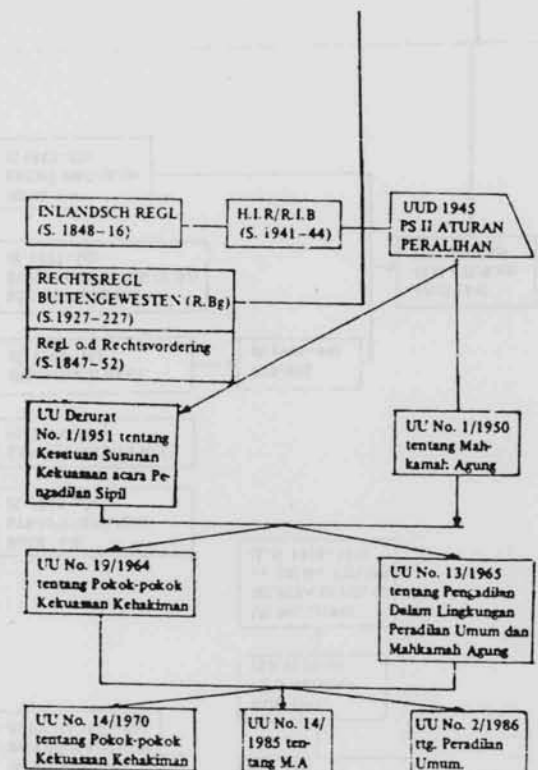 INLANDSCH REGL
(S. 1848-16)
H.I.R/R.I.B
(S. 1941-44)
UUD 1945
PS II ATURAN
PERALIHAN
RECHTSREGL
BUITENGEWESTEN (R.Bg)
(S.1927-227)
Regl o.d Rechtsvordering
(S.1847-52)
UU Derurat
No. 1/1951 tentang
Kesatuan Susunan
Kekuasaan acara Pe-
ngadilan Sipil
UU No. 1/1950
tentang Mah-
kamah Agung
UU No. 19/1964
tentang Pokok-pokok
Kekuasaan Kehakiman
UU No. 13/1965
tentang Pengadilan
Dalam Lingkungan
Peradilan Umum dan
Mahkamah Agung
UU No. 14/1970
tentang Pokok-pokok
Kekuasaan Kehakiman
UU No. 14/
1985 ten-
tang M.A
UU No. 2/1986
ttg. Peradilan
Umum.